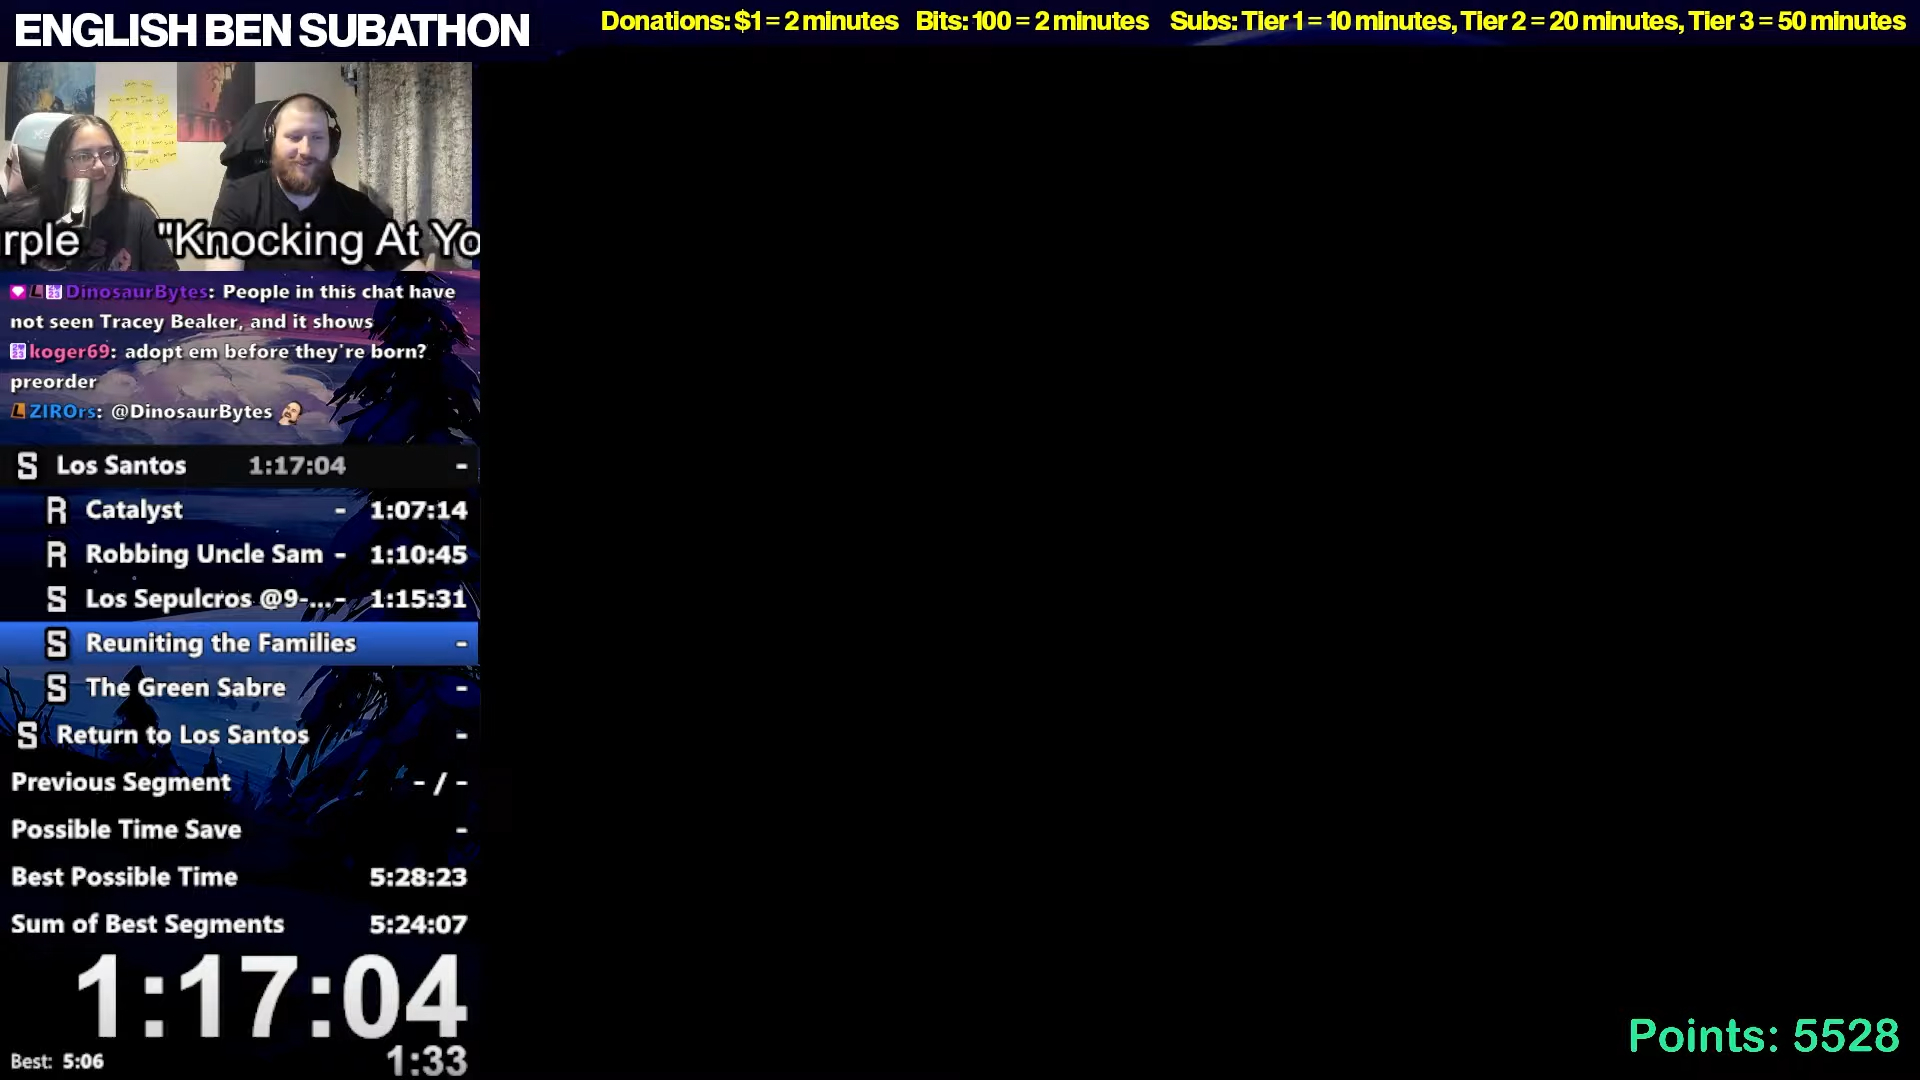 ENGLISH BEN SUBATHON
Donations: $1 = 2 minutes Bits: 100 = 2 minutes Subs: Tier 1 = 10 minutes, Tier 2 = 20 minutes, Tier 3 = 50 minutes
rple "Knocking At Yo
DinosaurBytes: People in this chat have
not seen Tracey Beaker, and it shows
koger69: adopt em before they're born?
preorder
ZIROrs: @DinosaurBytes
S Los Santos 1:17:04 -
R Catalyst - 1:07:14
R Robbing Uncle Sam - 1:10:45
S Los Sepulcros @9-...- 1:15:31
S Reuniting the Families -
S The Green Sabre -
S Return to Los Santos -
Previous Segment - / -
Possible Time Save -
Best Possible Time 5:28:23
Sum of Best Segments 5:24:07
1:17:04
Best: 5:06 1:33
Points: 5528